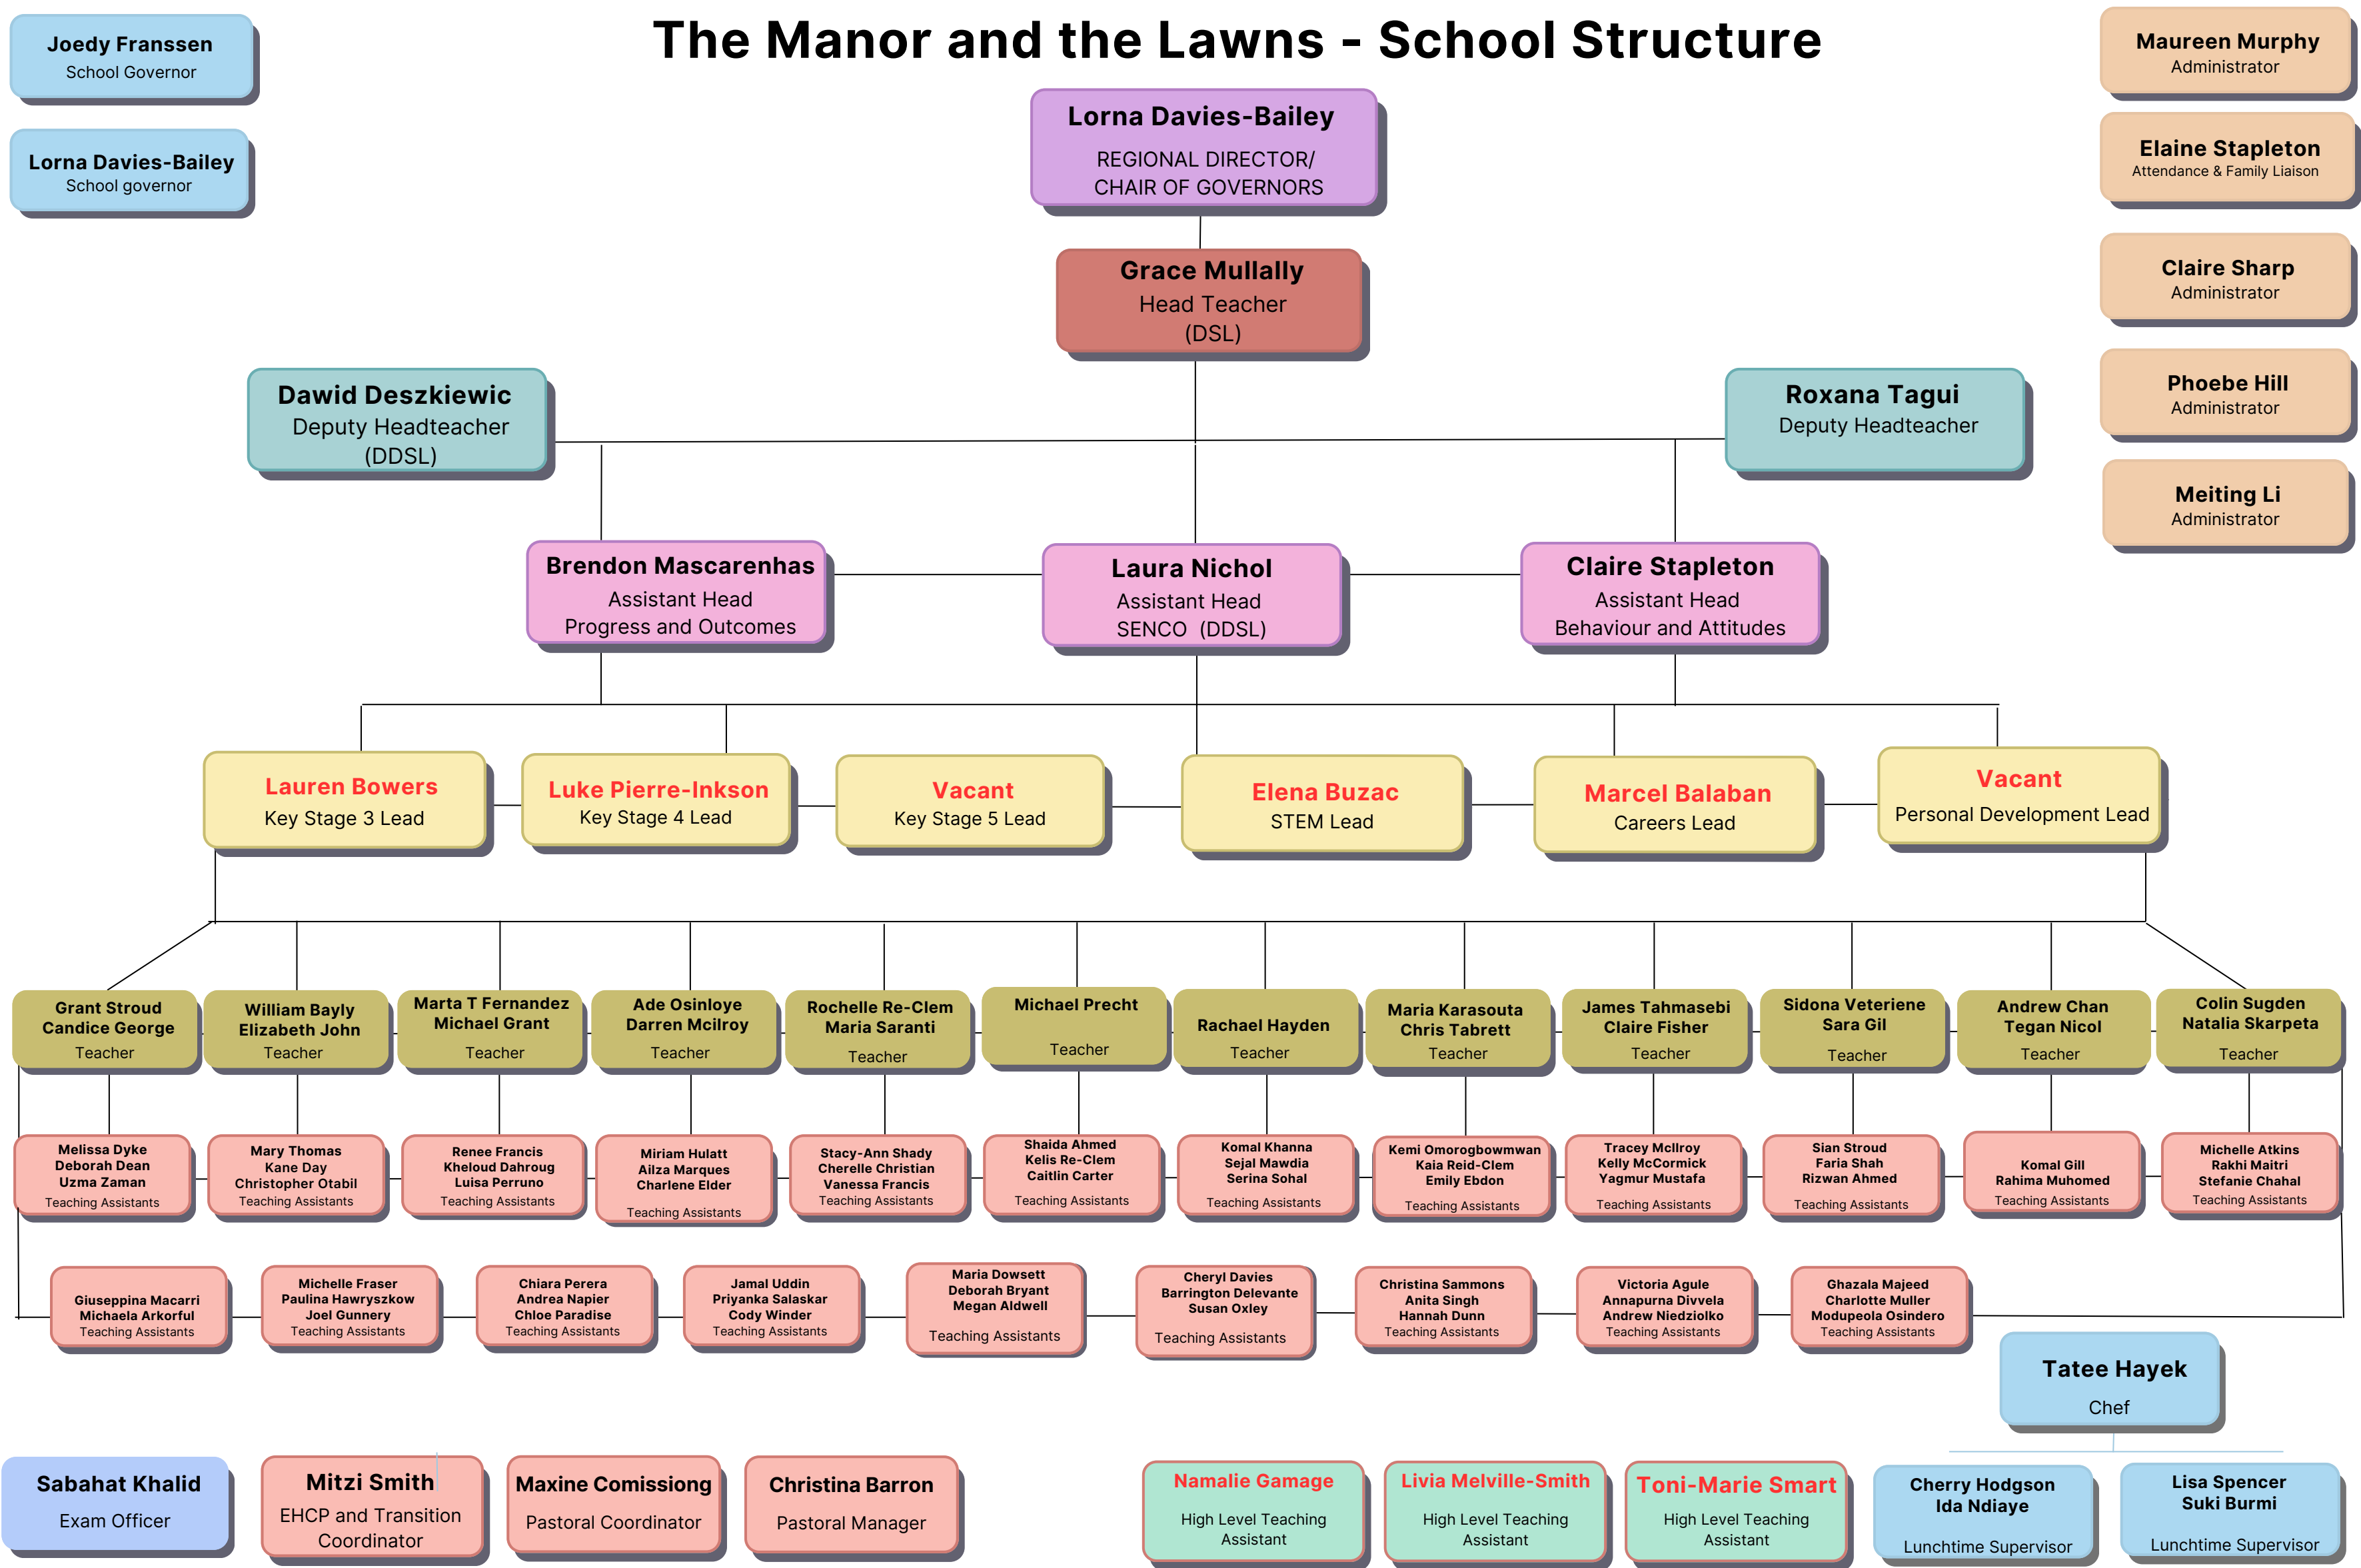 The Manor and the Lawns - School Structure
Joedy Franssen
School Governor
Lorna Davies-Bailey
School governor
Maureen Murphy
Administrator
Elaine Stapleton
Attendance & Family Liaison
Claire Sharp
Administrator
Phoebe Hill
Administrator
Meiting Li
Administrator
Lorna Davies-Bailey
REGIONAL DIRECTOR/
CHAIR OF GOVERNORS
Grace Mullally
Head Teacher
(DSL)
Dawid Deszkiewic
Deputy Headteacher
(DDSL)
Roxana Tagui
Deputy Headteacher
Brendon Mascarenhas
Assistant Head
Progress and Outcomes
Laura Nichol
Assistant Head
SENCO (DDSL)
Claire Stapleton
Assistant Head
Behaviour and Attitudes
Lauren Bowers
Key Stage 3 Lead
Luke Pierre-Inkson
Key Stage 4 Lead
Vacant
Key Stage 5 Lead
Elena Buzac
STEM Lead
Marcel Balaban
Careers Lead
Vacant
Personal Development Lead
Grant Stroud
Candice George
Teacher
William Bayly
Elizabeth John
Teacher
Marta T Fernandez
Michael Grant
Teacher
Ade Osinloye
Darren Mcilroy
Teacher
Rochelle Re-Clem
Maria Saranti
Teacher
Michael Precht
Teacher
Rachael Hayden
Teacher
Maria Karasouta
Chris Tabrett
Teacher
James Tahmasebi
Claire Fisher
Teacher
Sidona Veteriene
Sara Gil
Teacher
Andrew Chan
Tegan Nicol
Teacher
Colin Sugden
Natalia Skarpeta
Teacher
Melissa Dyke
Deborah Dean
Uzma Zaman
Teaching Assistants
Mary Thomas
Kane Day
Christopher Otabil
Teaching Assistants
Renee Francis
Kheloud Dahroug
Luisa Perruno
Teaching Assistants
Miriam Hulatt
Ailza Marques
Charlene Elder
Teaching Assistants
Stacy-Ann Shady
Cherelle Christian
Vanessa Francis
Teaching Assistants
Shaida Ahmed
Kelis Re-Clem
Caitlin Carter
Teaching Assistants
Komal Khanna
Sejal Mawdia
Serina Sohal
Teaching Assistants
Kemi Omorogbowmwan
Kaia Reid-Clem
Emily Ebdon
Teaching Assistants
Tracey McIlroy
Kelly McCormick
Yagmur Mustafa
Teaching Assistants
Sian Stroud
Faria Shah
Rizwan Ahmed
Teaching Assistants
Komal Gill
Rahima Muhomed
Teaching Assistants
Michelle Atkins
Rakhi Maitri
Stefanie Chahal
Teaching Assistants
Giuseppina Macarri
Michaela Arkorful
Teaching Assistants
Michelle Fraser
Paulina Hawryszkow
Joel Gunnery
Teaching Assistants
Chiara Perera
Andrea Napier
Chloe Paradise
Teaching Assistants
Jamal Uddin
Priyanka Salaskar
Cody Winder
Teaching Assistants
Maria Dowsett
Deborah Bryant
Megan Aldwell
Teaching Assistants
Cheryl Davies
Barrington Delevante
Susan Oxley
Teaching Assistants
Christina Sammons
Anita Singh
Hannah Dunn
Teaching Assistants
Victoria Agule
Annapurna Divvela
Andrew Niedziolko
Teaching Assistants
Ghazala Majeed
Charlotte Muller
Modupeola Osindero
Teaching Assistants
Tatee Hayek
Chef
Sabahat Khalid
Exam Officer
Mitzi Smith
EHCP and Transition
Coordinator
Maxine Comissiong
Pastoral Coordinator
Christina Barron
Pastoral Manager
Namalie Gamage
High Level Teaching
Assistant
Livia Melville-Smith
High Level Teaching
Assistant
Toni-Marie Smart
High Level Teaching
Assistant
Cherry Hodgson
Ida Ndiaye
Lunchtime Supervisor
Lisa Spencer
Suki Burmi
Lunchtime Supervisor